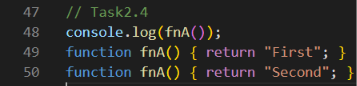 47 // Task2.4
48 console.log(fnA());
49 function fnA() { return "First"; }
50 function fnA() { return "Second"; }